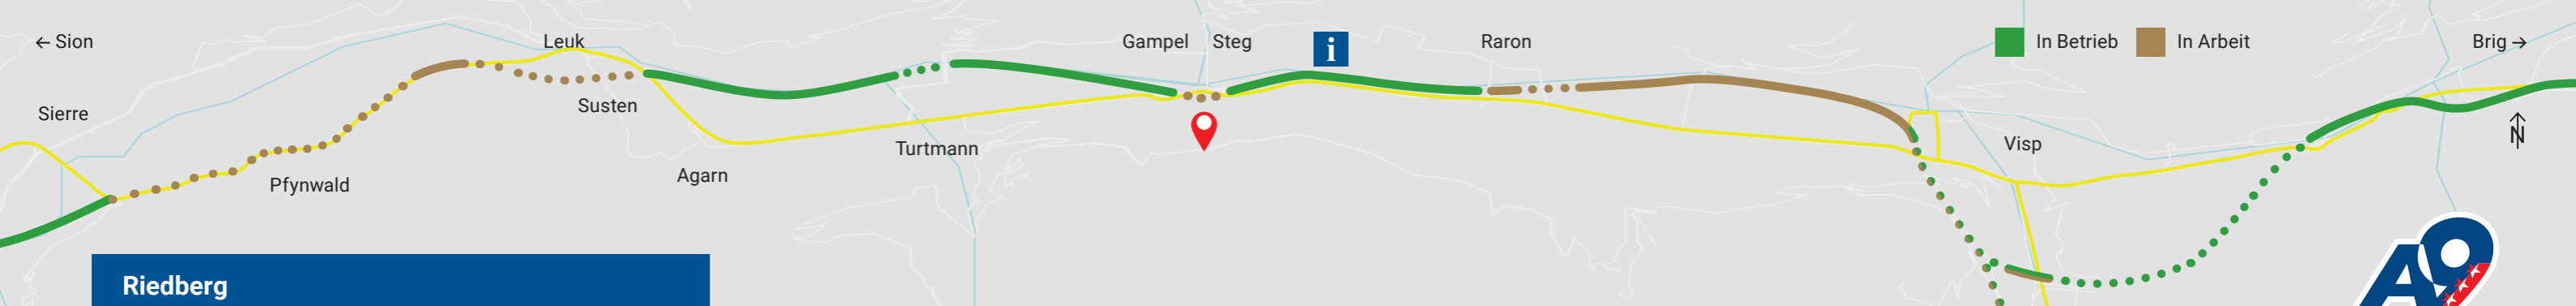 ← Sion
Leuk
Gampel
Steg
i
Raron
In Betrieb
In Arbeit
Brig →
Sierre
Susten
Pfynwald
Agarn
Turtmann
Visp
N
Riedberg
A9